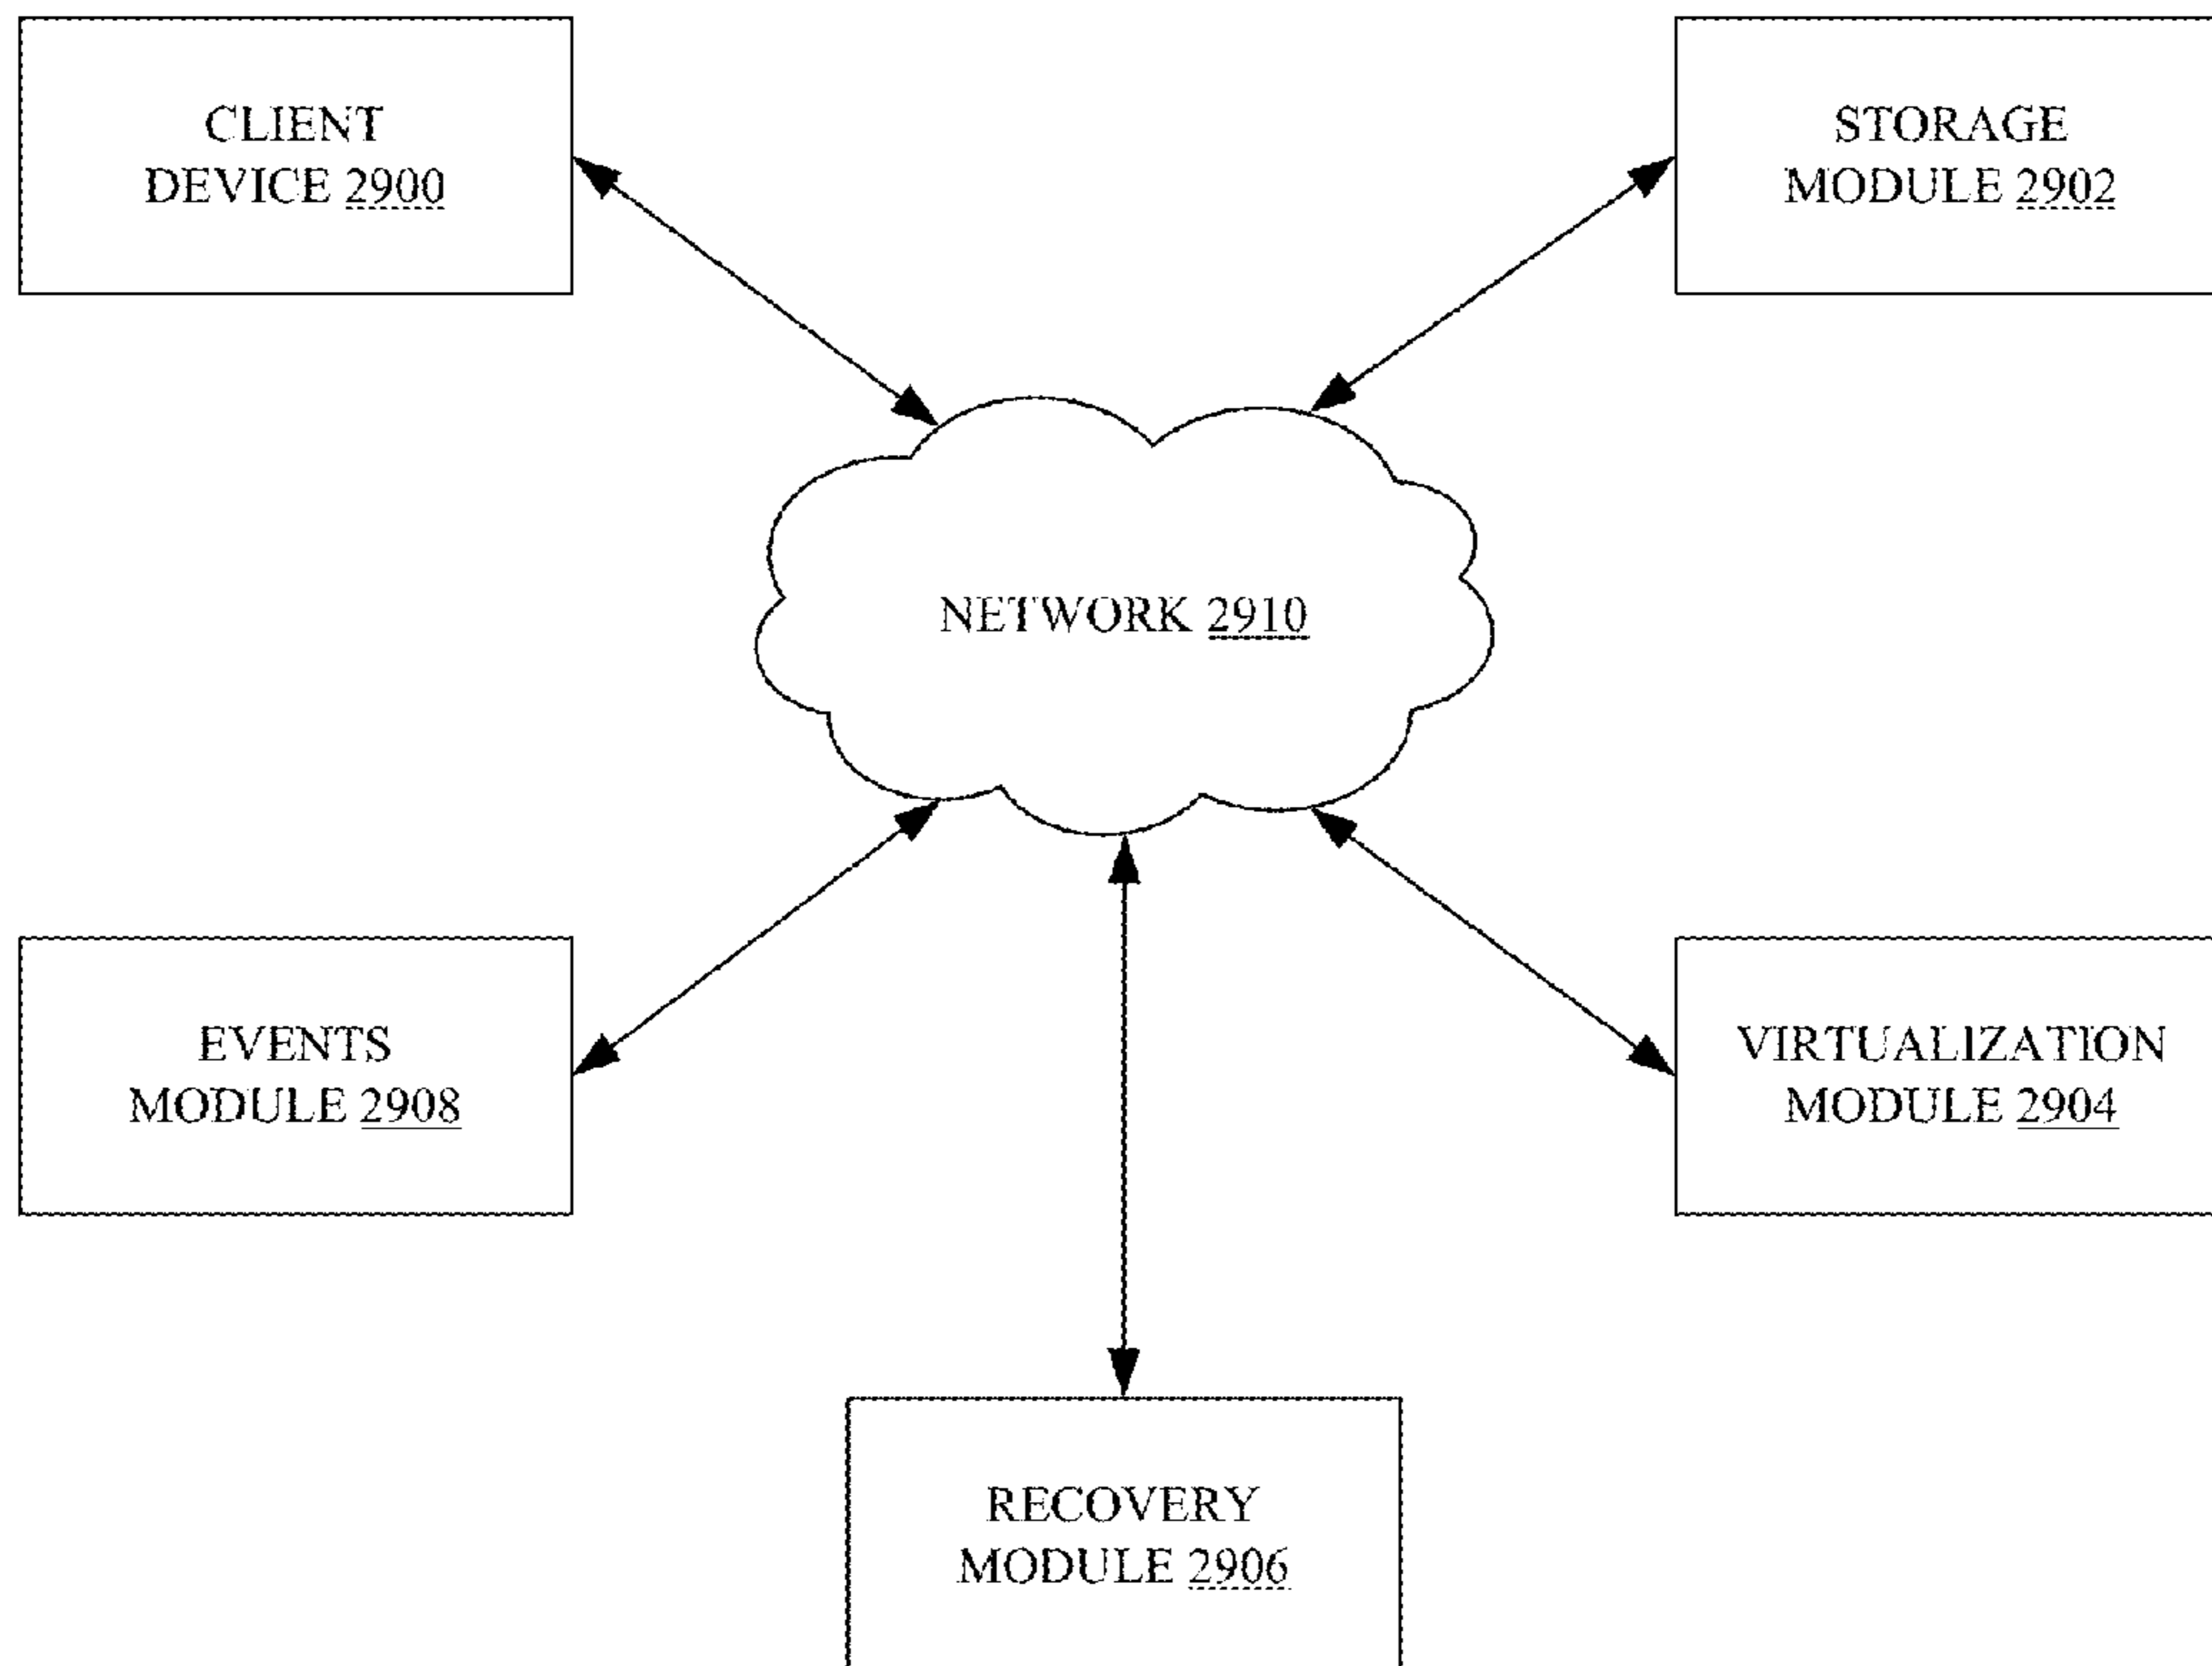 CLIENT
DEVICE 2900
STORAGE
MODULE 2902
NETWORK 2910
EVENTS
MODULE 2908
VIRTUALIZATION
MODULE 2904
RECOVERY
MODULE 2906